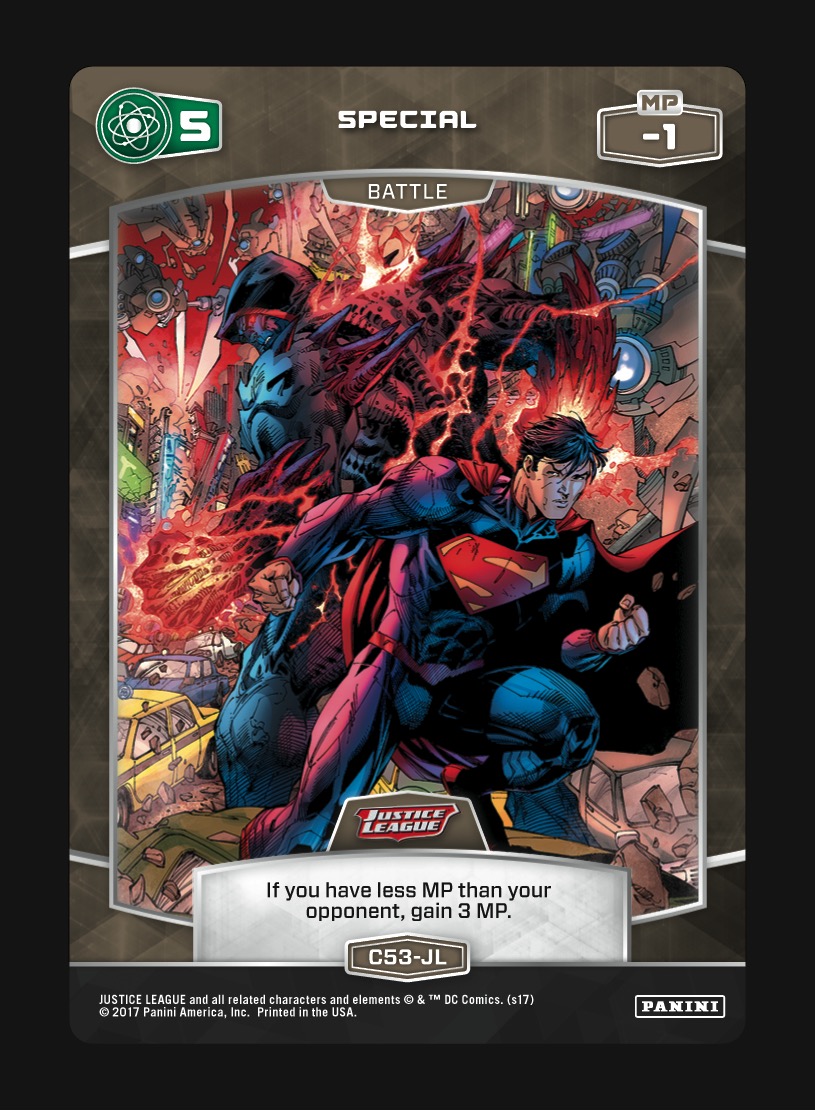 5
SPECIAL
MP
-1
BATTLE
JUSTICE
LEAGUE
If you have less MP than your
opponent, gain 3 MP.
C53-JL
JUSTICE LEAGUE and all related characters and elements © & ™ DC Comics. (s17)
© 2017 Panini America, Inc. Printed in the USA.
PANINI